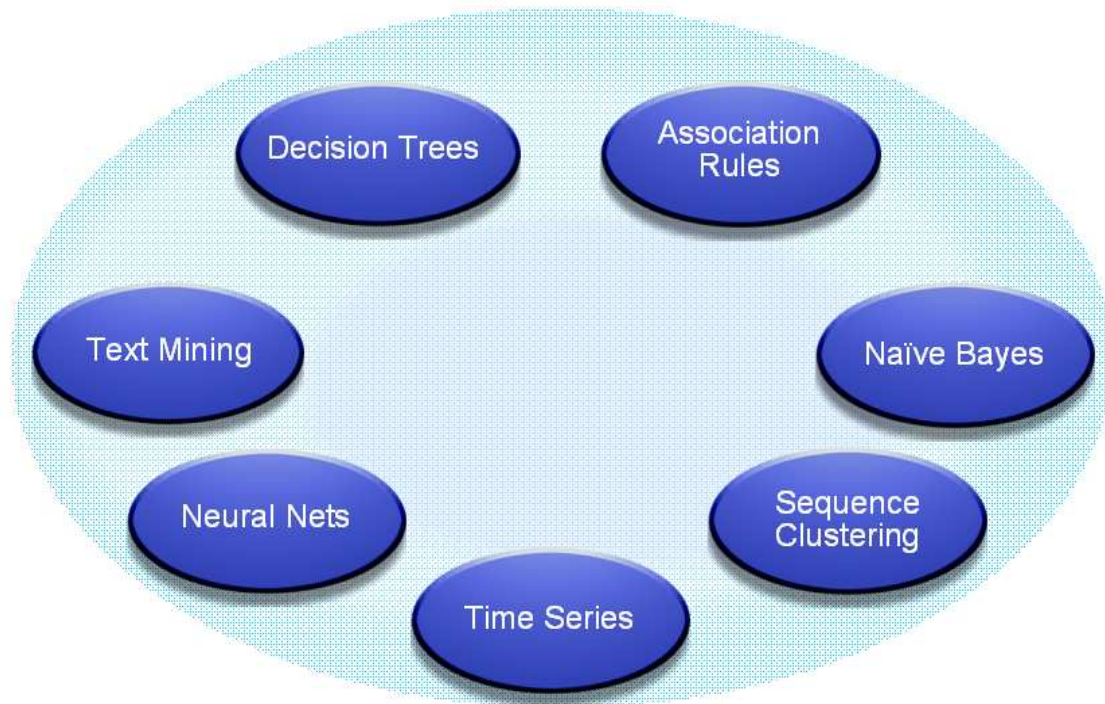 Decision Trees
Association
Rules
Text Mining
Naïve Bayes
Neural Nets
Sequence
Clustering
Time Series